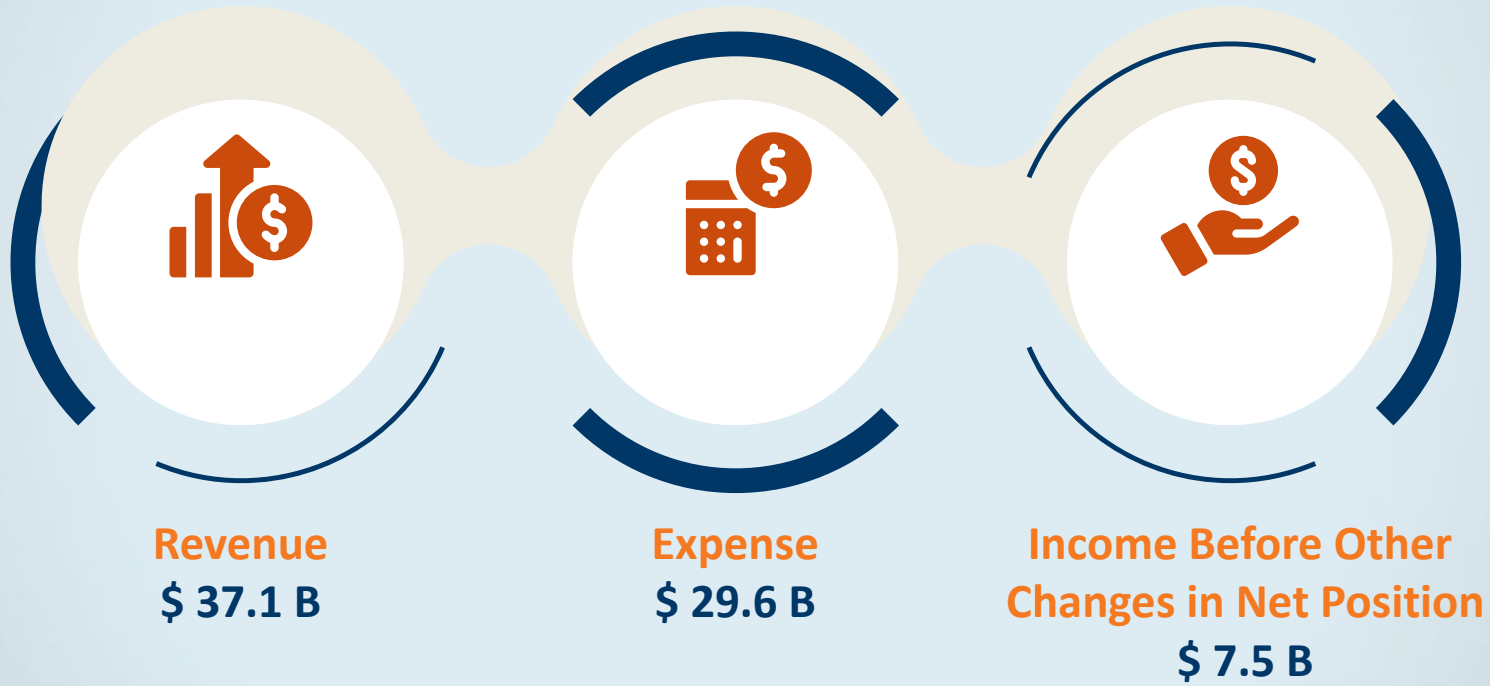 Revenue
$ 37.1 B
Expense
$ 29.6 B
Income Before Other
Changes in Net Position
$ 7.5 B